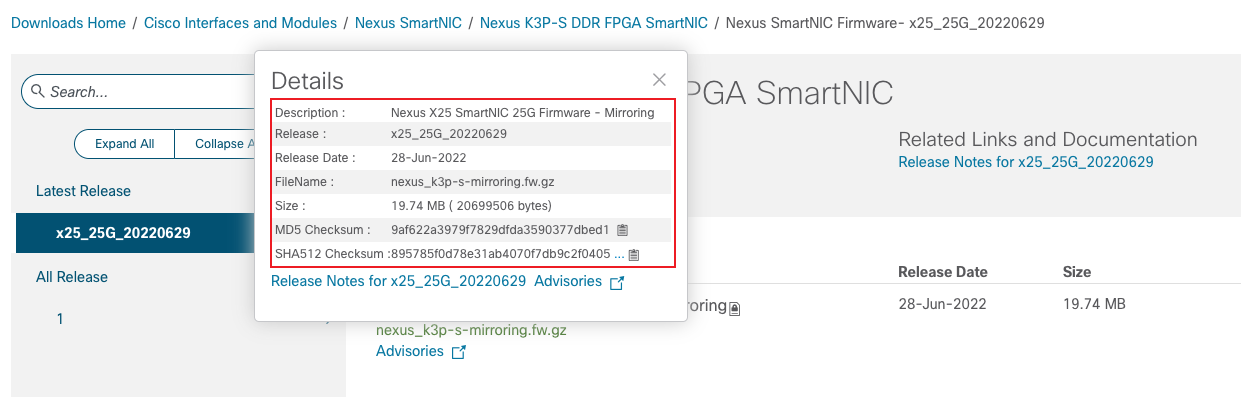 Downloads Home / Cisco Interfaces and Modules / Nexus SmartNIC / Nexus K3P-S DDR FPGA SmartNIC / Nexus SmartNIC Firmware- x25_25G_20220629
Search...
Expand All
Collapse
Latest Release
x25_25G_20220629
All Release
1
Details
Description : Nexus X25 SmartNIC 25G Firmware - Mirroring
Release : x25_25G_20220629
Release Date : 28-Jun-2022
FileName : nexus_k3p-s-mirroring.fw.gz
Size : 19.74 MB ( 20699506 bytes)
MD5 Checksum : 9af622a3979f7829dfda3590377dbed1
SHA512 Checksum :895785f0d78e31ab4070f7db9c2f0405 ...
Release Notes for x25_25G_20220629 Advisories
PGA SmartNIC
Related Links and Documentation
Release Notes for x25_25G_20220629
Release Date Size
roring 28-Jun-2022 19.74 MB
nexus_k3p-s-mirroring.fw.gz
Advisories